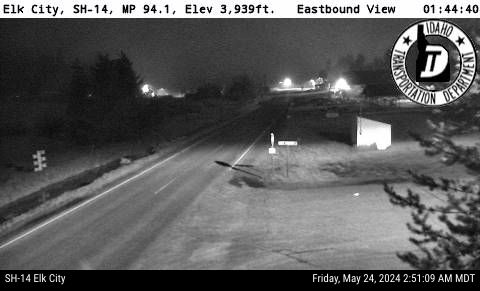 Elk City, SH-14, MP 94.1, Elev 3,939ft. Eastbound View 01:44:40
IDAHO
TRANSPORTATION DEPARTMENT
SH-14 Elk City Friday, May 24, 2024 2:51:09 AM MDT